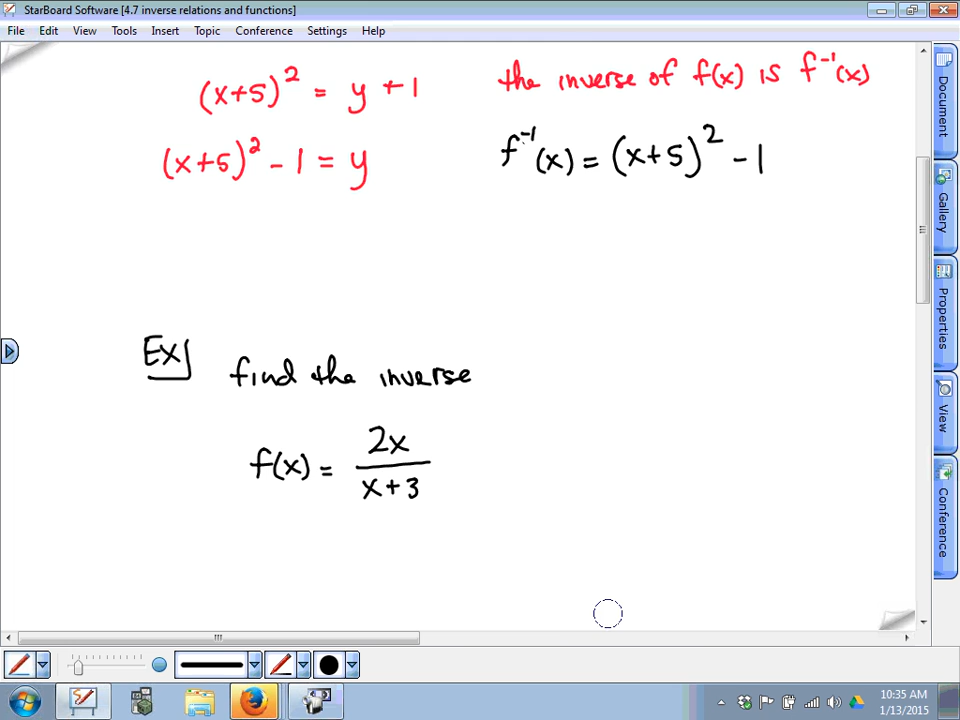 StarBoard Software [4.7 inverse relations and functions]
File Edit View Tools Insert Topic Conference Settings Help
(x+5)² = y + 1
the inverse of f(x) is f⁻¹(x)
(x+5)² - 1 = y
f⁻¹(x) = (x+5)² - 1
Ex
find the inverse
f(x) = 2x / x+3
Document
Gallery
Properties
View
Conference
10:35 AM
1/13/2015